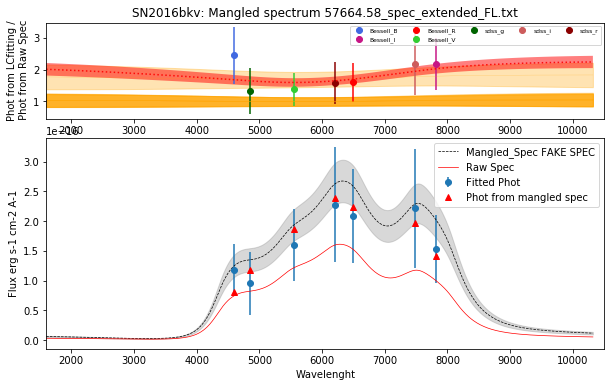 SN2016bkv: Mangled spectrum 57664.58_spec_extended_FL.txt
Phot from LCfitting /
Phot from Raw Spec
3
2
1
Bessell_B
Bessell_I
Bessell_R
Bessell_V
sdss_g
sdss_i
sdss_r
2000 3000 4000 5000 6000 7000 8000 9000 10000
Flux erg s-1 cm-2 A-1
3.0
2.5
2.0
1.5
1.0
0.5
0.0
Mangled_Spec FAKE SPEC
Raw Spec
Fitted Phot
Phot from mangled spec
2000 3000 4000 5000 6000 7000 8000 9000 10000
Wavelenght